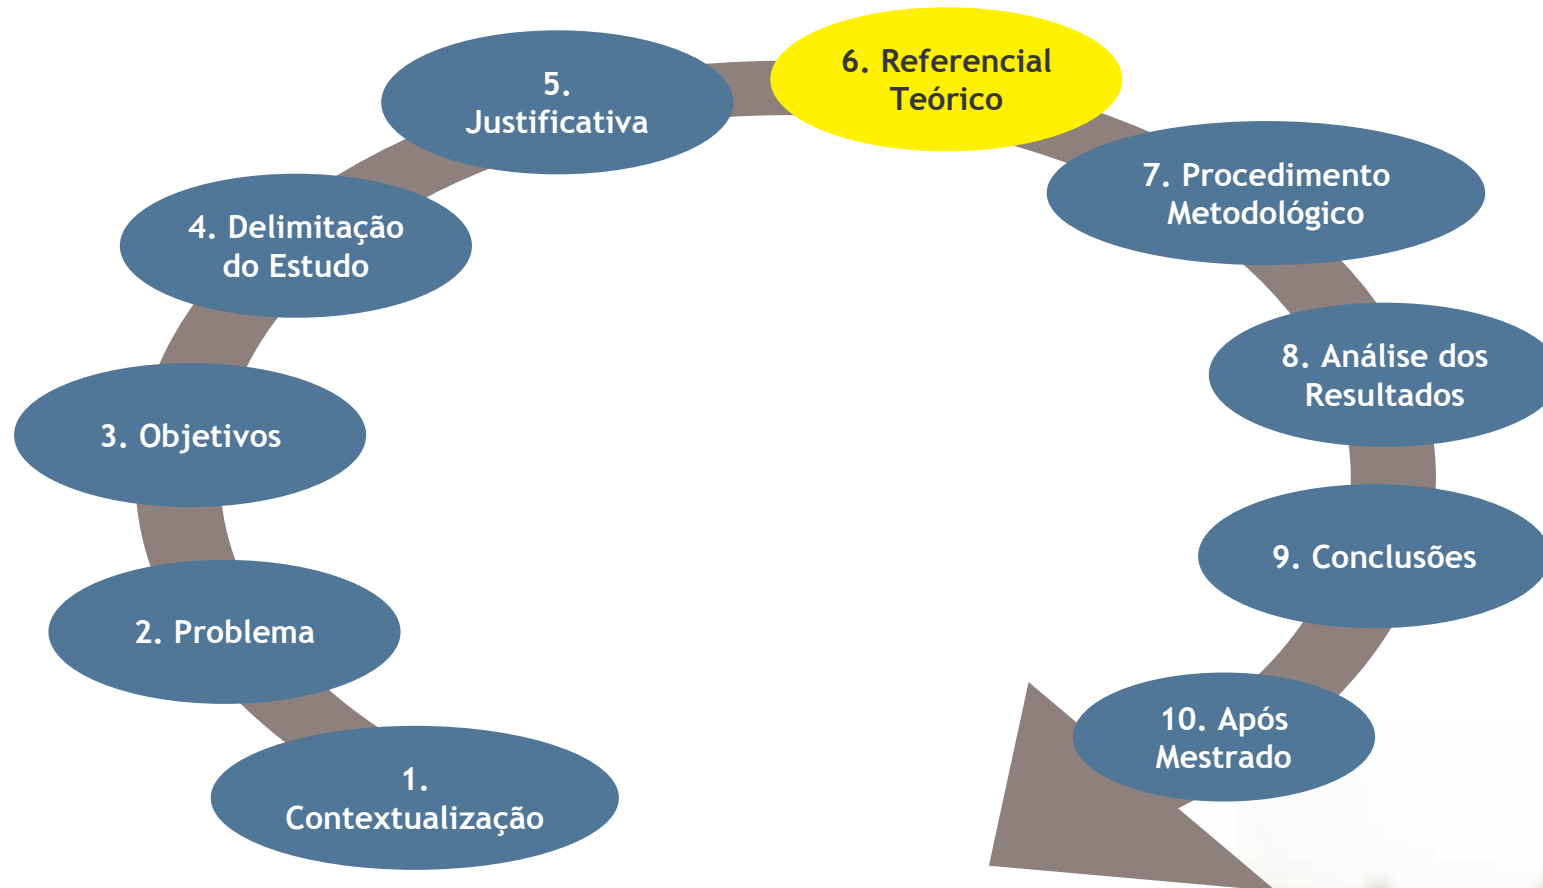 1.
Contextualização
2. Problema
3. Objetivos
4. Delimitação
do Estudo
5.
Justificativa
6. Referencial
Teórico
7. Procedimento
Metodológico
8. Análise dos
Resultados
9. Conclusões
10. Após
Mestrado